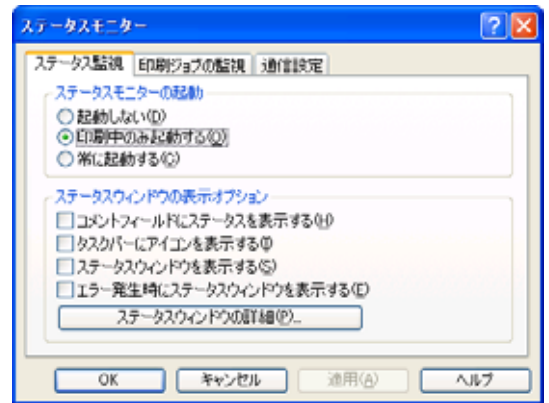 ステータスモニター
ステータス監視 印刷ジョブの監視 通信設定
ステータスモニターの起動
起動しない(D)
印刷中のみ起動する(O)
常に起動する(C)
ステータスウィンドウの表示オプション
コメントフィールドにステータスを表示する(H)
タスクバーにアイコンを表示する(I)
ステータスウィンドウを表示する(S)
エラー発生時にステータスウィンドウを表示する(E)
ステータスウィンドウの詳細(P)...
OK キャンセル 適用(A) ヘルプ